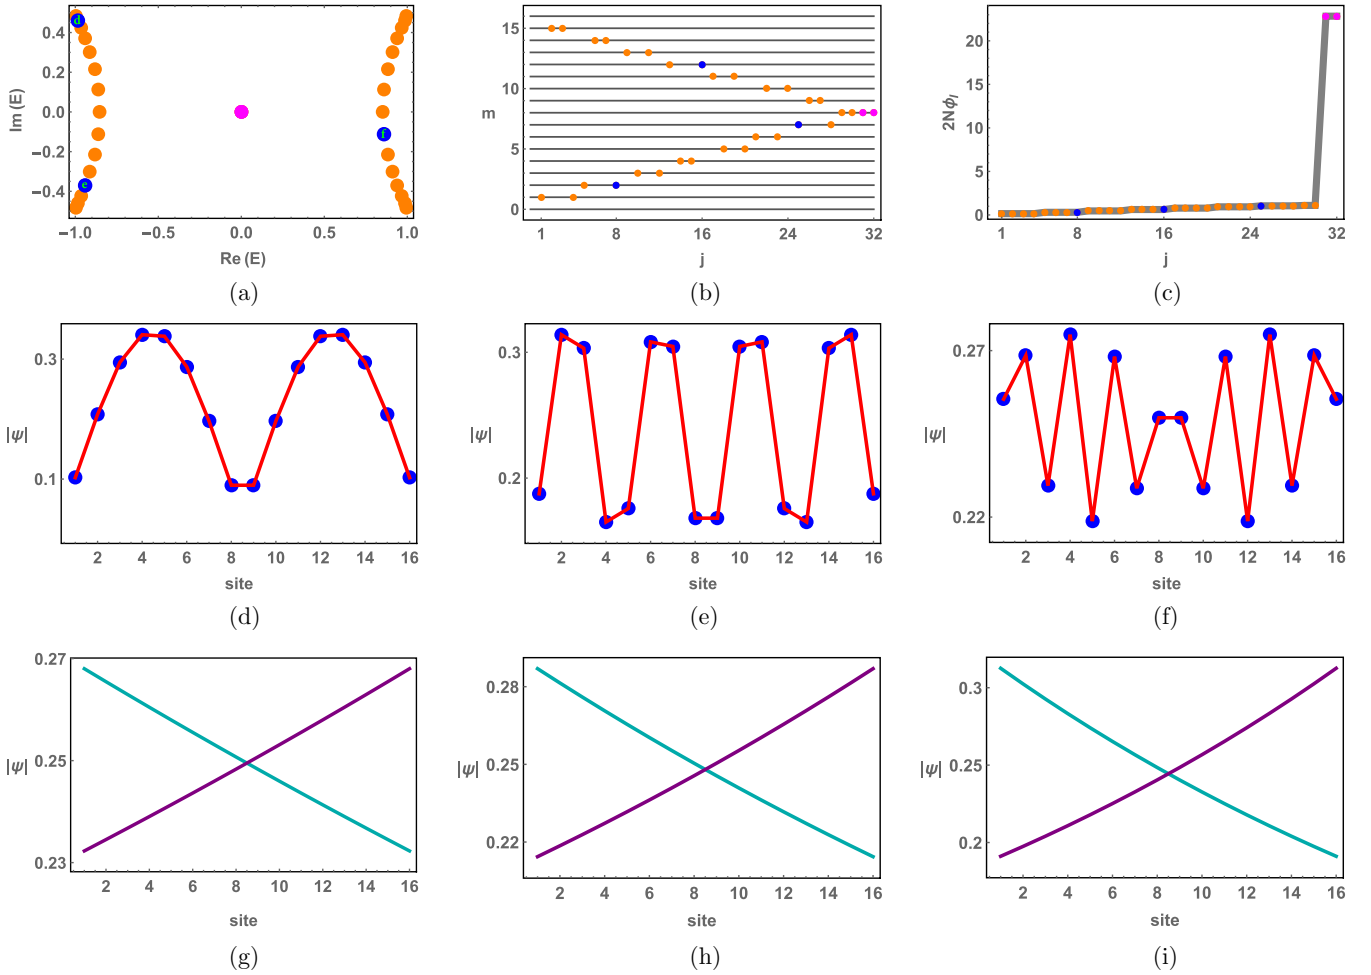 0.4
0.2
0.0
−0.2
−0.4
Im (E)
d
e
f
−1.0 −0.5 0.0 0.5 1.0
Re (E)
(a)
15
10
5
0
m
1 8 16 24 32
j
(b)
20
15
10
5
0
2Nϕ_I
1 8 16 24 32
j
(c)
0.3
0.1
|ψ|
2 4 6 8 10 12 14 16
site
(d)
0.3
0.2
|ψ|
2 4 6 8 10 12 14 16
site
(e)
0.27
0.22
|ψ|
2 4 6 8 10 12 14 16
site
(f)
0.27
0.25
0.23
|ψ|
2 4 6 8 10 12 14 16
site
(g)
0.28
0.25
0.22
|ψ|
2 4 6 8 10 12 14 16
site
(h)
0.3
0.25
0.2
|ψ|
2 4 6 8 10 12 14 16
site
(i)